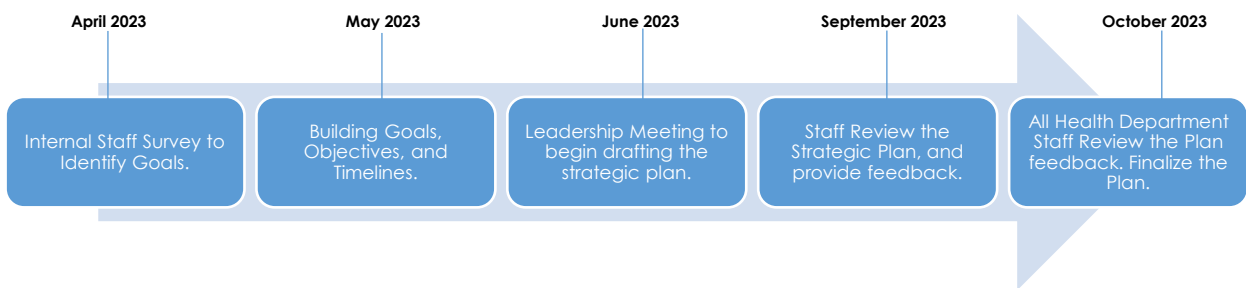 April 2023
May 2023
June 2023
September 2023
October 2023
Internal Staff Survey to
Identify Goals.
Building Goals,
Objectives, and
Timelines.
Leadership Meeting to
begin drafting the
strategic plan.
Staff Review the
Strategic Plan, and
provide feedback.
All Health Department
Staff Review the Plan
feedback. Finalize the
Plan.